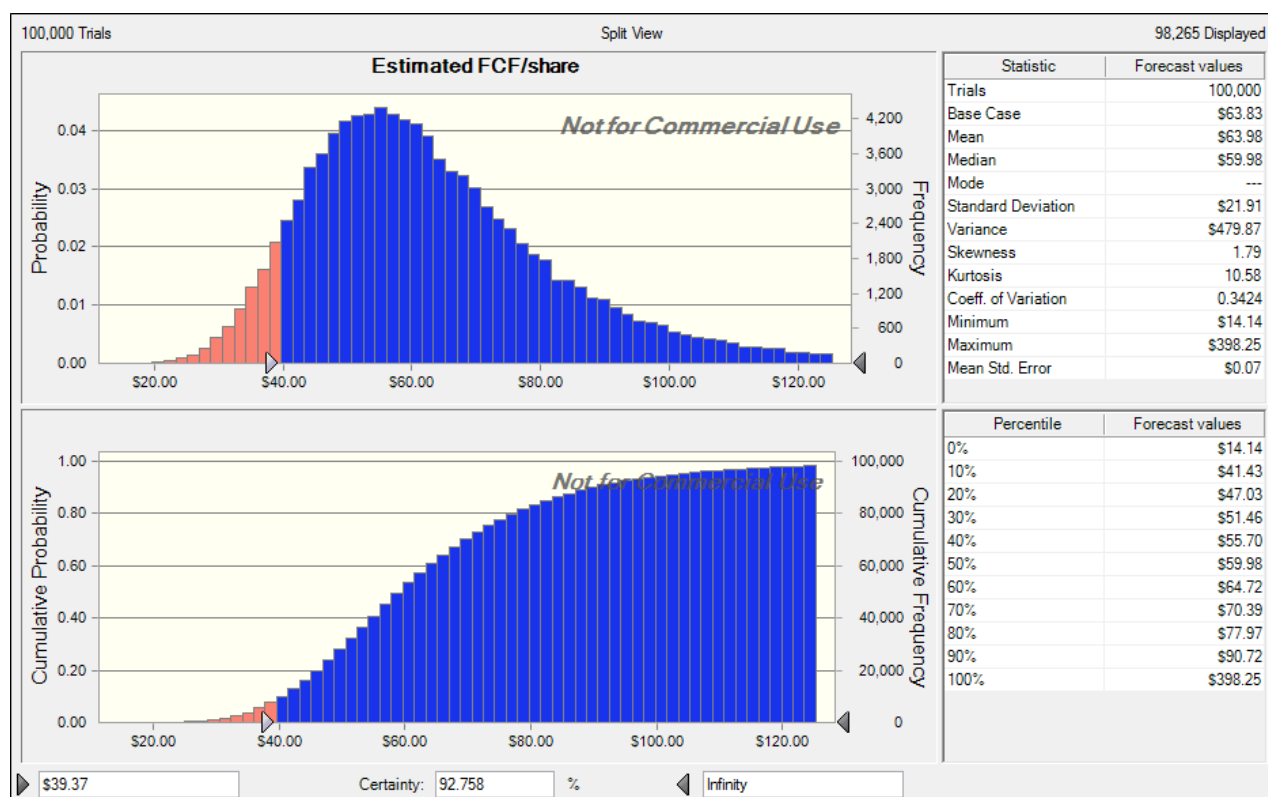 100,000 Trials Split View 98,265 Displayed
Estimated FCF/share
Not for Commercial Use
Probability
0.04
0.03
0.02
0.01
0.00
4,200
3,600
3,000
2,400
1,800
1,200
600
0
Frequency
$20.00 $40.00 $60.00 $80.00 $100.00 $120.00
Statistic Forecast values
Trials 100,000
Base Case $63.83
Mean $63.98
Median $59.98
Mode ---
Standard Deviation $21.91
Variance $479.87
Skewness 1.79
Kurtosis 10.58
Coeff. of Variation 0.3424
Minimum $14.14
Maximum $398.25
Mean Std. Error $0.07
Not for Commercial Use
Cumulative Probability
1.00
0.80
0.60
0.40
0.20
0.00
100,000
80,000
60,000
40,000
20,000
0
Cumulative Frequency
$20.00 $40.00 $60.00 $80.00 $100.00 $120.00
Percentile Forecast values
0% $14.14
10% $41.43
20% $47.03
30% $51.46
40% $55.70
50% $59.98
60% $64.72
70% $70.39
80% $77.97
90% $90.72
100% $398.25
$39.37 Certainty: 92.758 % Infinity